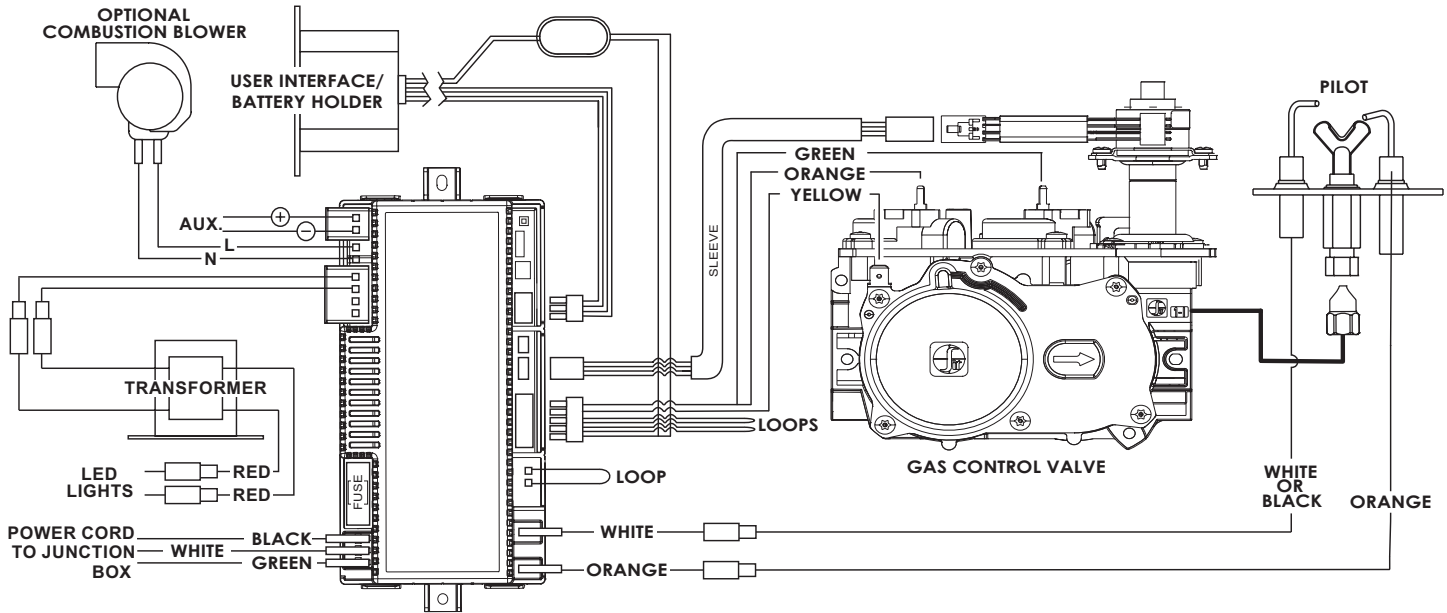 OPTIONAL
COMBUSTION BLOWER
USER INTERFACE/
BATTERY HOLDER
PILOT
GREEN
ORANGE
YELLOW
AUX.
+
−
L
N
SLEEVE
TRANSFORMER
LOOPS
GAS CONTROL VALVE
LED
LIGHTS
RED
RED
FUSE
LOOP
WHITE
OR
BLACK
ORANGE
POWER CORD
TO JUNCTION
BOX
BLACK
WHITE
GREEN
WHITE
ORANGE